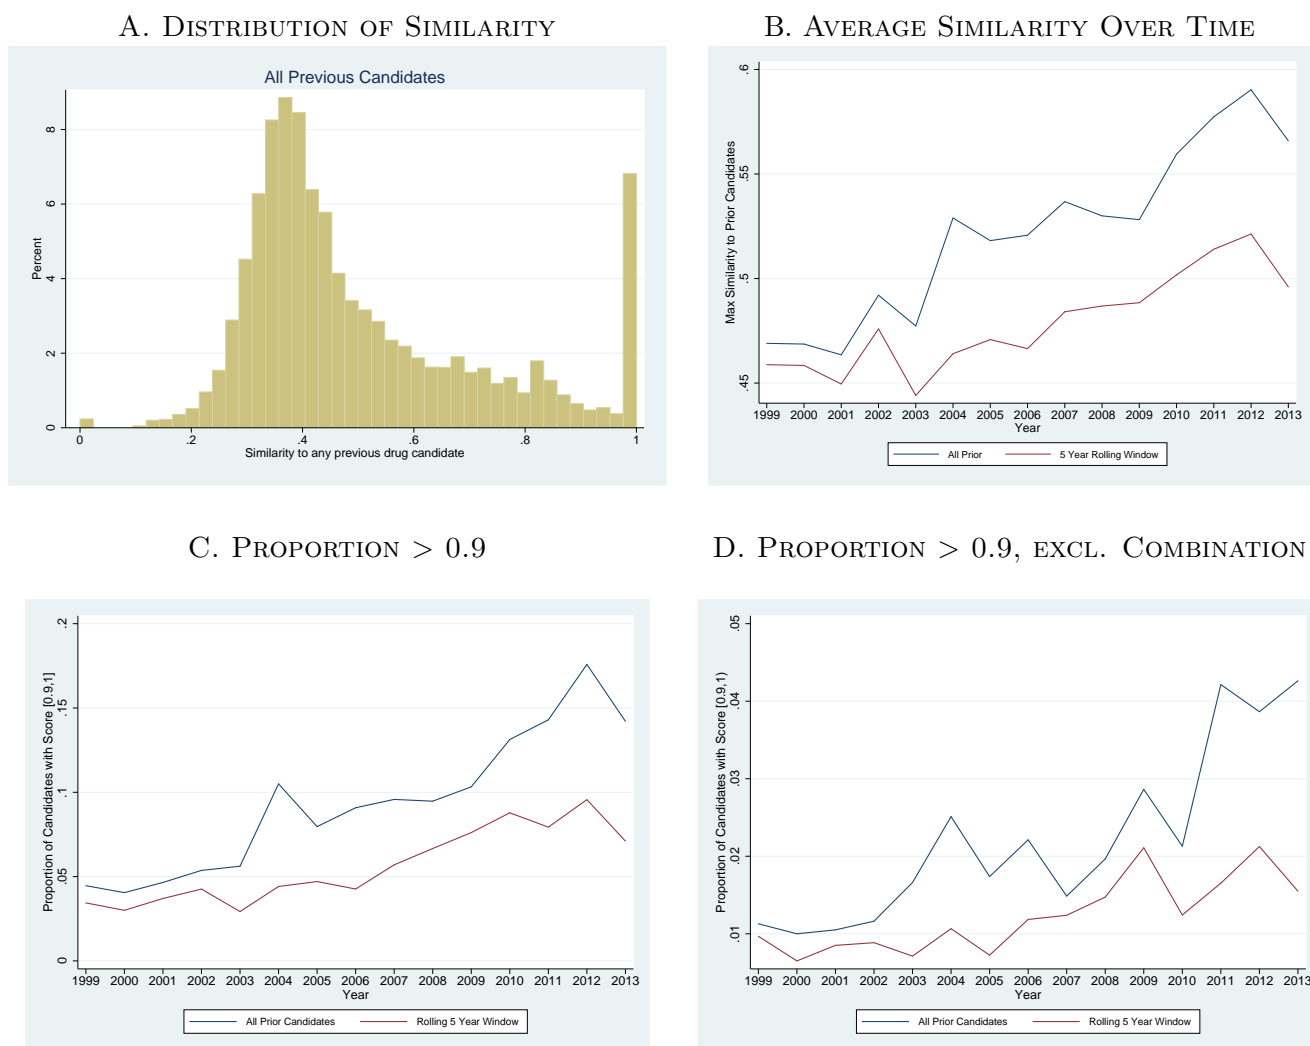 A. Distribution of Similarity
All Previous Candidates
Percent
8
6
4
2
0
0 .2 .4 .6 .8 1
Similarity to any previous drug candidate
B. Average Similarity Over Time
Max Similarity to Prior Candidates
.6
.55
.5
.45
1999 2000 2001 2002 2003 2004 2005 2006 2007 2008 2009 2010 2011 2012 2013
Year
All Prior 5 Year Rolling Window
C. Proportion > 0.9
Proportion of Candidates with Score [0.9,1]
.2
.15
.1
.05
0
1999 2000 2001 2002 2003 2004 2005 2006 2007 2008 2009 2010 2011 2012 2013
Year
All Prior Candidates Rolling 5 Year Window
D. Proportion > 0.9, excl. Combination
Proportion of Candidates with Score [0.9,1)
.05
.04
.03
.02
.01
1999 2000 2001 2002 2003 2004 2005 2006 2007 2008 2009 2010 2011 2012 2013
Year
All Prior Candidates Rolling 5 Year Window